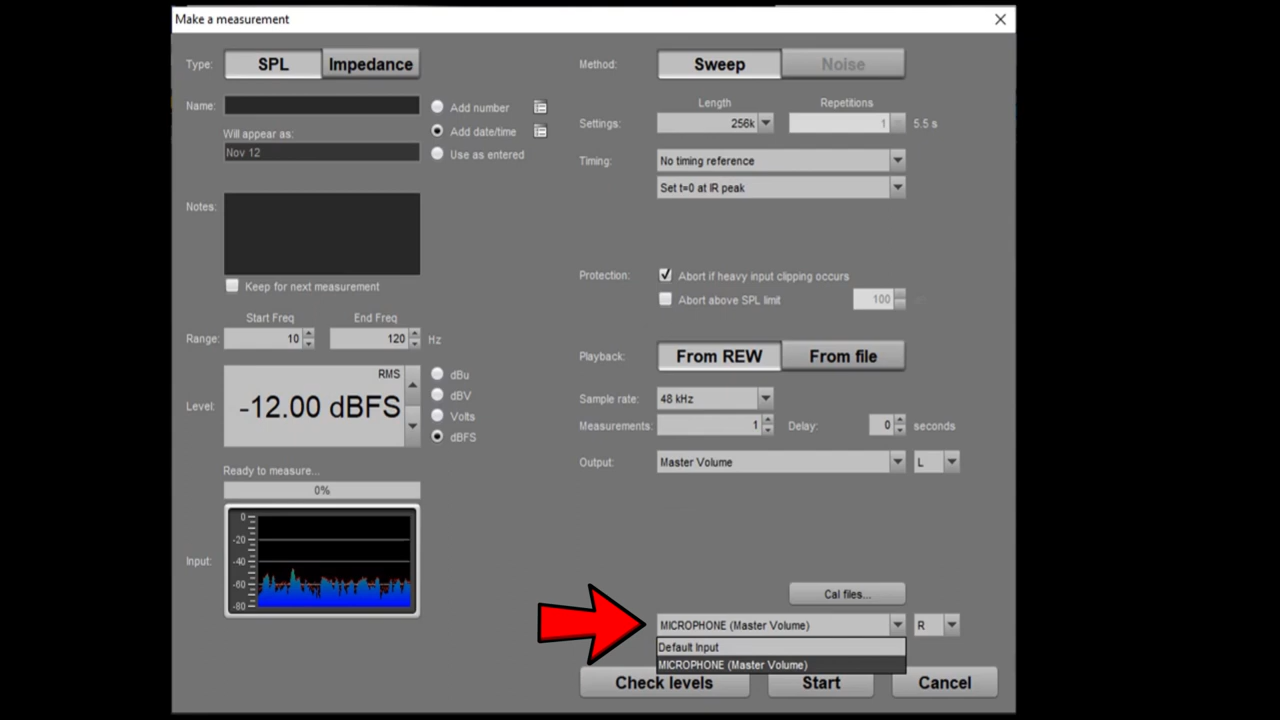 Make a measurement
Type: SPL Impedance
Name:
Add number
Will appear as:
Add date/time
Nov 12
Use as entered
Notes:
Keep for next measurement
Start Freq End Freq
Range: 10 120 Hz
RMS
Level: -12.00 dBFS
dBu
dBV
Volts
dBFS
Ready to measure...
0%
Input:
0
-20
-40
-60
-80
Method: Sweep Noise
Length Repetitions
Settings: 256k 1 5.5 s
Timing: No timing reference
Set t=0 at IR peak
Protection: Abort if heavy input clipping occurs
Abort above SPL limit 100
Playback: From REW From file
Sample rate: 48 kHz
Measurements: 1 Delay: 0 seconds
Output: Master Volume L
Cal files...
MICROPHONE (Master Volume) R
Default Input
MICROPHONE (Master Volume)
Check levels Start Cancel